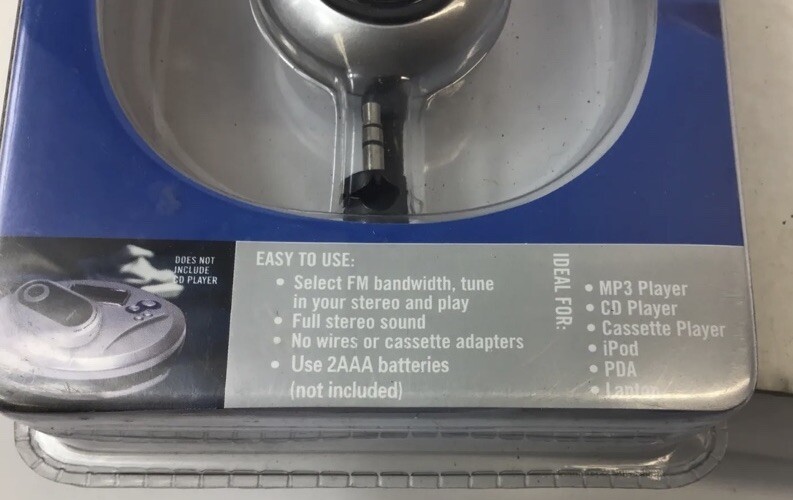 DOES NOT
INCLUDE
CD PLAYER
EASY TO USE:
• Select FM bandwidth, tune
in your stereo and play
• Full stereo sound
• No wires or cassette adapters
• Use 2AAA batteries
(not included)
IDEAL FOR:
• MP3 Player
• CD Player
• Cassette Player
• iPod
• PDA
• Laptop